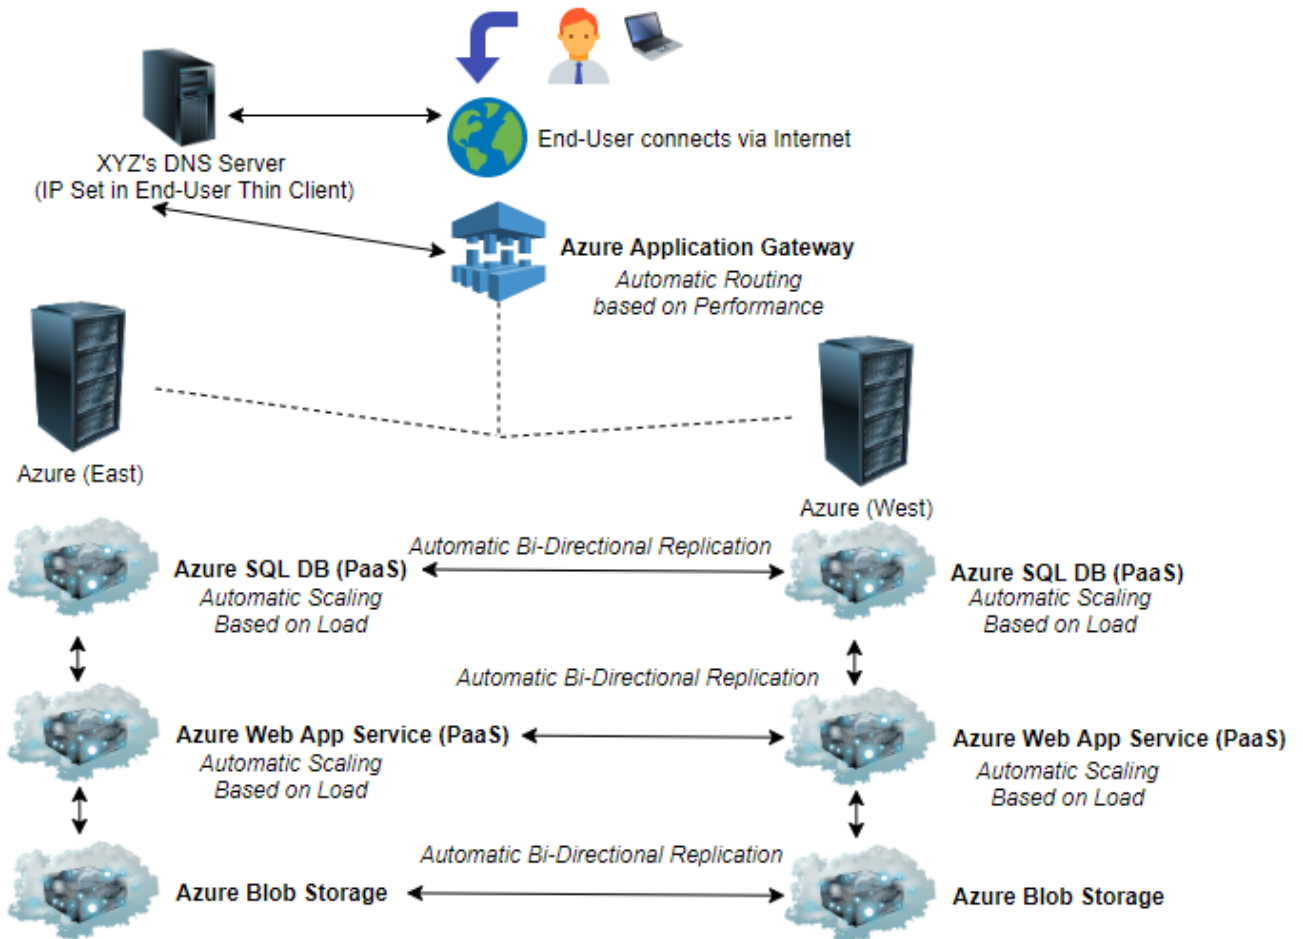 End-User connects via Internet
XYZ's DNS Server
(IP Set in End-User Thin Client)
Azure Application Gateway
Automatic Routing
based on Performance
Azure (East)
Azure (West)
Automatic Bi-Directional Replication
Azure SQL DB (PaaS)
Automatic Scaling
Based on Load
Azure SQL DB (PaaS)
Automatic Scaling
Based on Load
Automatic Bi-Directional Replication
Azure Web App Service (PaaS)
Automatic Scaling
Based on Load
Azure Web App Service (PaaS)
Automatic Scaling
Based on Load
Automatic Bi-Directional Replication
Azure Blob Storage
Azure Blob Storage